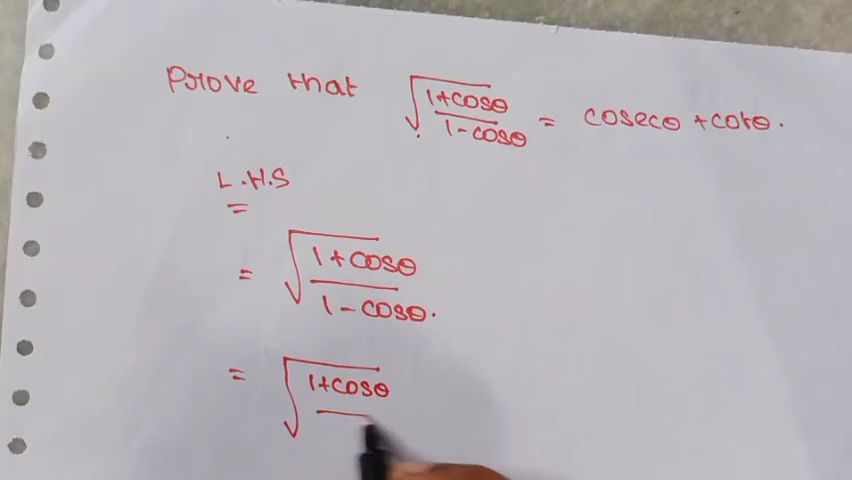 Prove that √(1+cosθ / 1-cosθ) = cosecθ + cotθ.
L.H.S
= √(1+cosθ / 1-cosθ).
= √(1+cosθ /